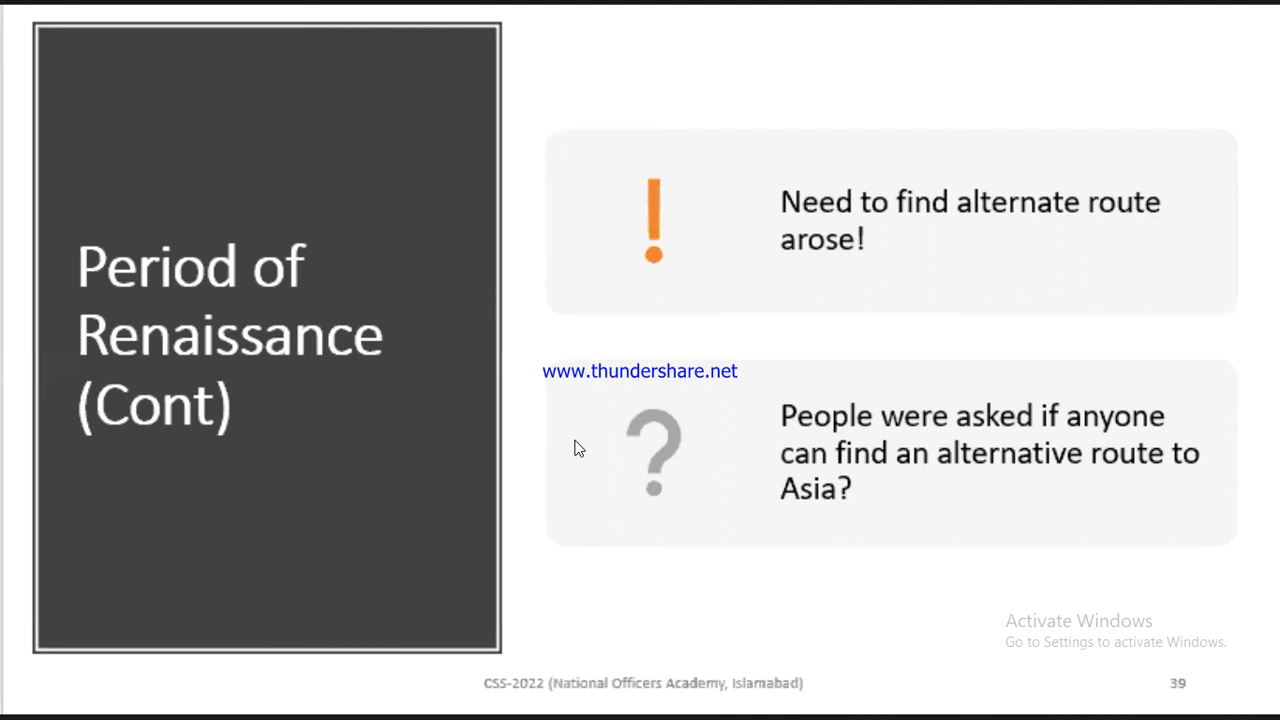 Period of
Renaissance
(Cont)
!
Need to find alternate route
arose!
www.thundershare.net
?
People were asked if anyone
can find an alternative route to
Asia?
Activate Windows
Go to Settings to activate Windows.
CSS-2022 (National Officers Academy, Islamabad)
39